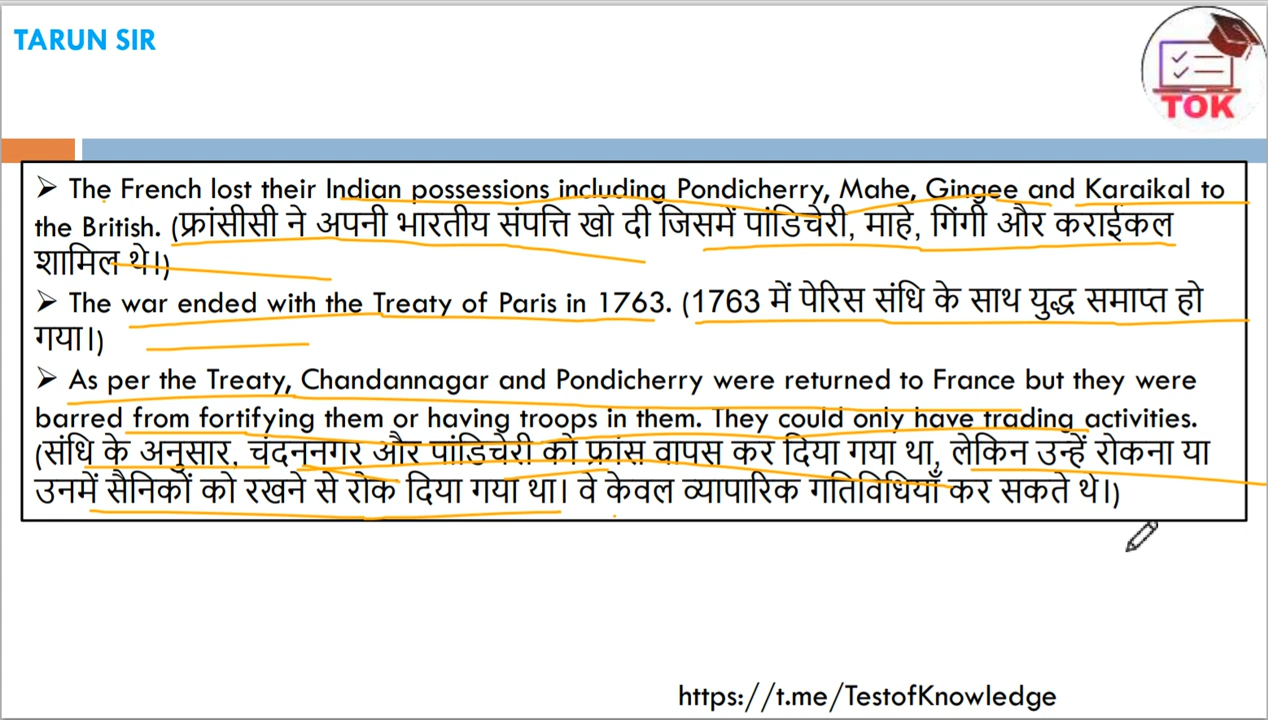 TARUN SIR
TOK
➢ The French lost their Indian possessions including Pondicherry, Mahe, Gingee and Karaikal to
the British. (फ्रांसीसी ने अपनी भारतीय संपत्ति खो दी जिसमें पांडिचेरी, माहे, गिंगी और कराईकल
शामिल थे।)
➢ The war ended with the Treaty of Paris in 1763. (1763 में पेरिस संधि के साथ युद्ध समाप्त हो
गया।)
➢ As per the Treaty, Chandannagar and Pondicherry were returned to France but they were
barred from fortifying them or having troops in them. They could only have trading activities.
(संधि के अनुसार, चंदननगर और पांडिचेरी को फ्रांस वापस कर दिया गया था, लेकिन उन्हें रोकना या
उनमें सैनिकों को रखने से रोक दिया गया था। वे केवल व्यापारिक गतिविधियाँ कर सकते थे।)
https://t.me/TestofKnowledge